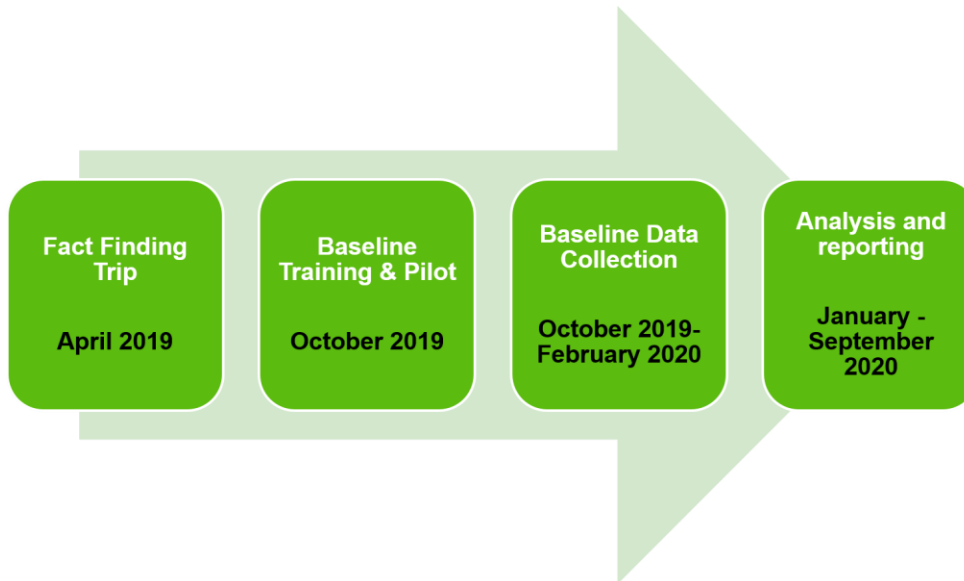 Fact Finding
Trip
April 2019
Baseline
Training & Pilot
October 2019
Baseline Data
Collection
October 2019-
February 2020
Analysis and
reporting
January -
September
2020